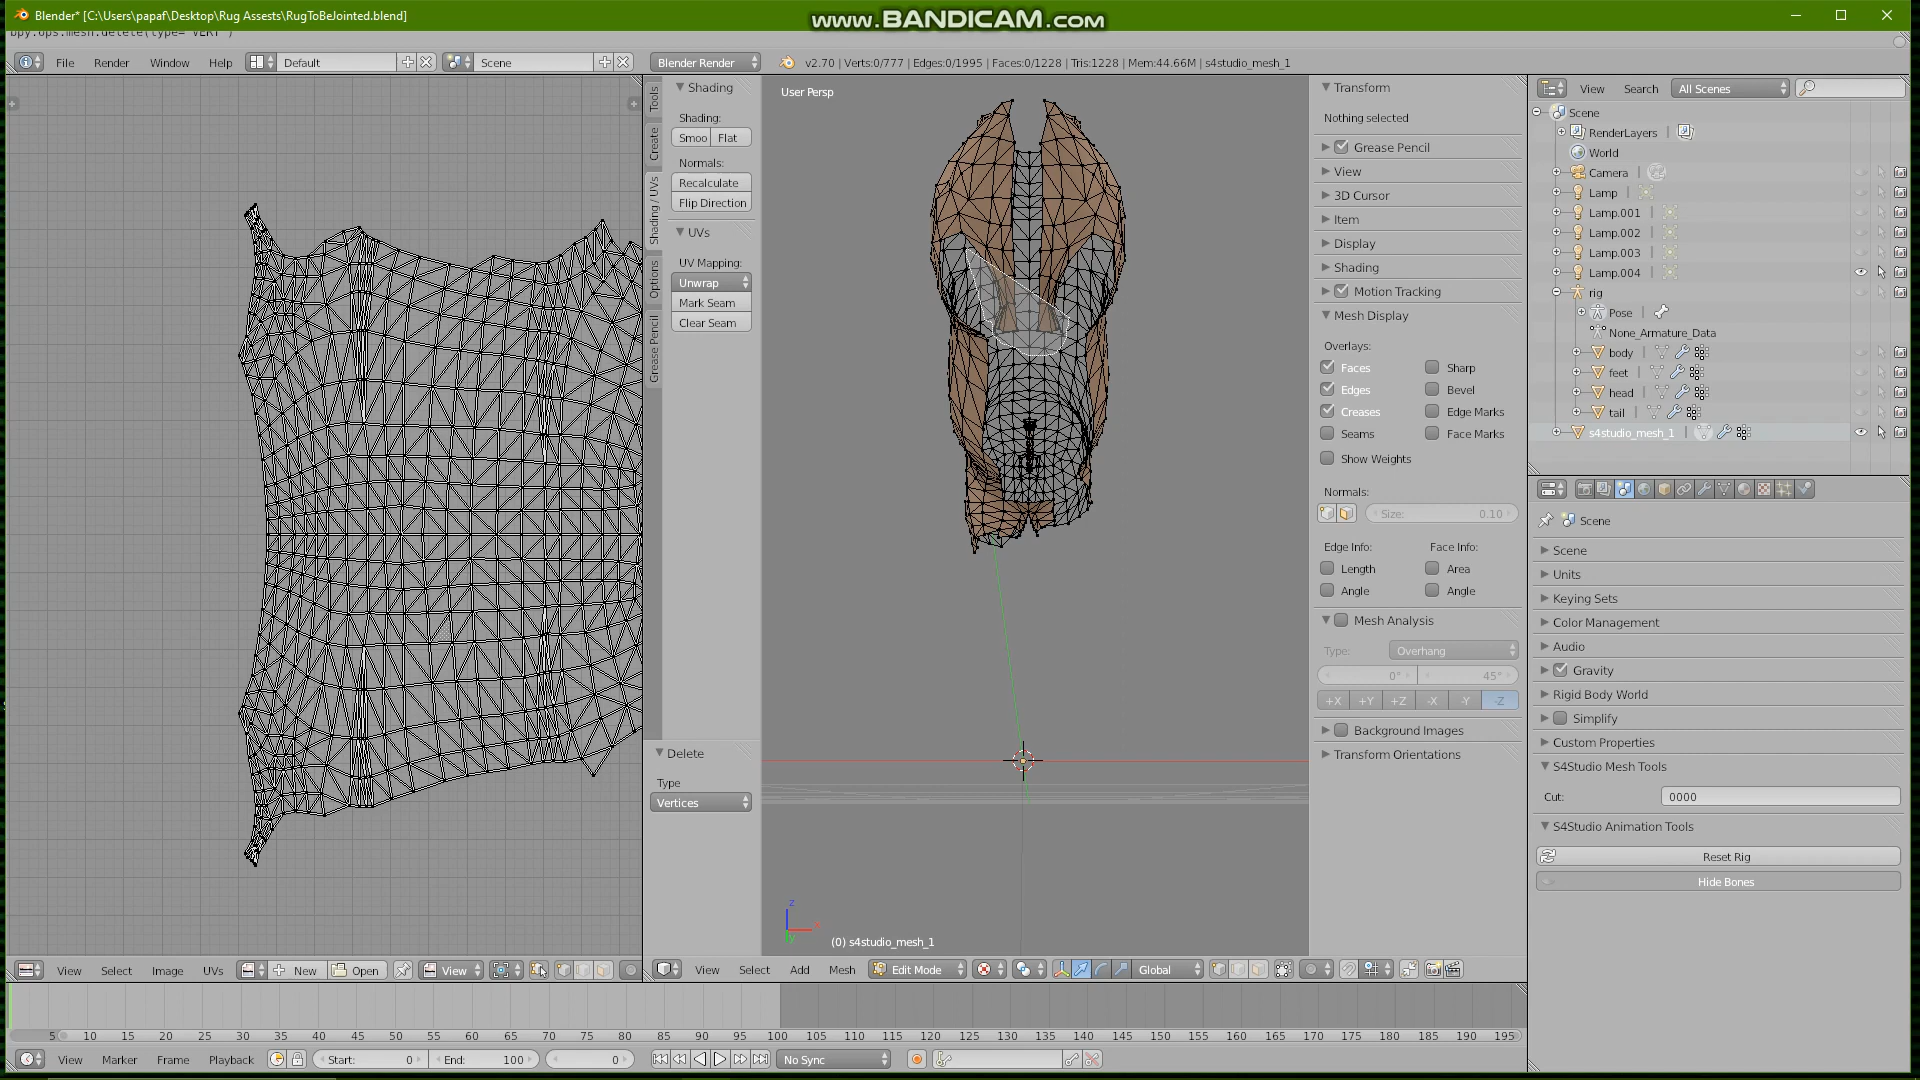 Blender* [C:\Users\papaf\Desktop\Rug Assests\RugToBeJointed.blend]
www.BANDICAM.com
bpy.ops.mesh.delete(type='VERT')
File Render Window Help Default Scene Blender Render v2.70 | Verts:0/777 | Edges:0/1995 | Faces:0/1228 | Tris:1228 | Mem:44.66M | s4studio_mesh_1
Tools
Create
Shading / UVs
Options
Grease Pencil
Shading
Shading:
Smoo Flat
Normals:
Recalculate
Flip Direction
UVs
UV Mapping:
Unwrap
Mark Seam
Clear Seam
Delete
Type
Vertices
User Persp
(0) s4studio_mesh_1
z
x
y
Transform
Nothing selected
Grease Pencil
View
3D Cursor
Item
Display
Shading
Motion Tracking
Mesh Display
Overlays:
Faces Sharp
Edges Bevel
Creases Edge Marks
Seams Face Marks
Show Weights
Normals:
Size: 0.10
Edge Info: Face Info:
Length Area
Angle Angle
Mesh Analysis
Type: Overhang
0° 45°
+X +Y +Z -X -Y -Z
Background Images
Transform Orientations
View Search All Scenes
Scene
RenderLayers
World
Camera
Lamp
Lamp.001
Lamp.002
Lamp.003
Lamp.004
rig
Pose
None_Armature_Data
body
feet
head
tail
s4studio_mesh_1
Scene
Scene
Units
Keying Sets
Color Management
Audio
Gravity
Rigid Body World
Simplify
Custom Properties
S4Studio Mesh Tools
Cut: 0000
S4Studio Animation Tools
Reset Rig
Hide Bones
View Select Image UVs New Open View
View Select Add Mesh Edit Mode Global
5 10 15 20 25 30 35 40 45 50 55 60 65 70 75 80 85 90 95 100 105 110 115 120 125 130 135 140 145 150 155 160 165 170 175 180 185 190 195
View Marker Frame Playback Start: 0 End: 100 0 No Sync